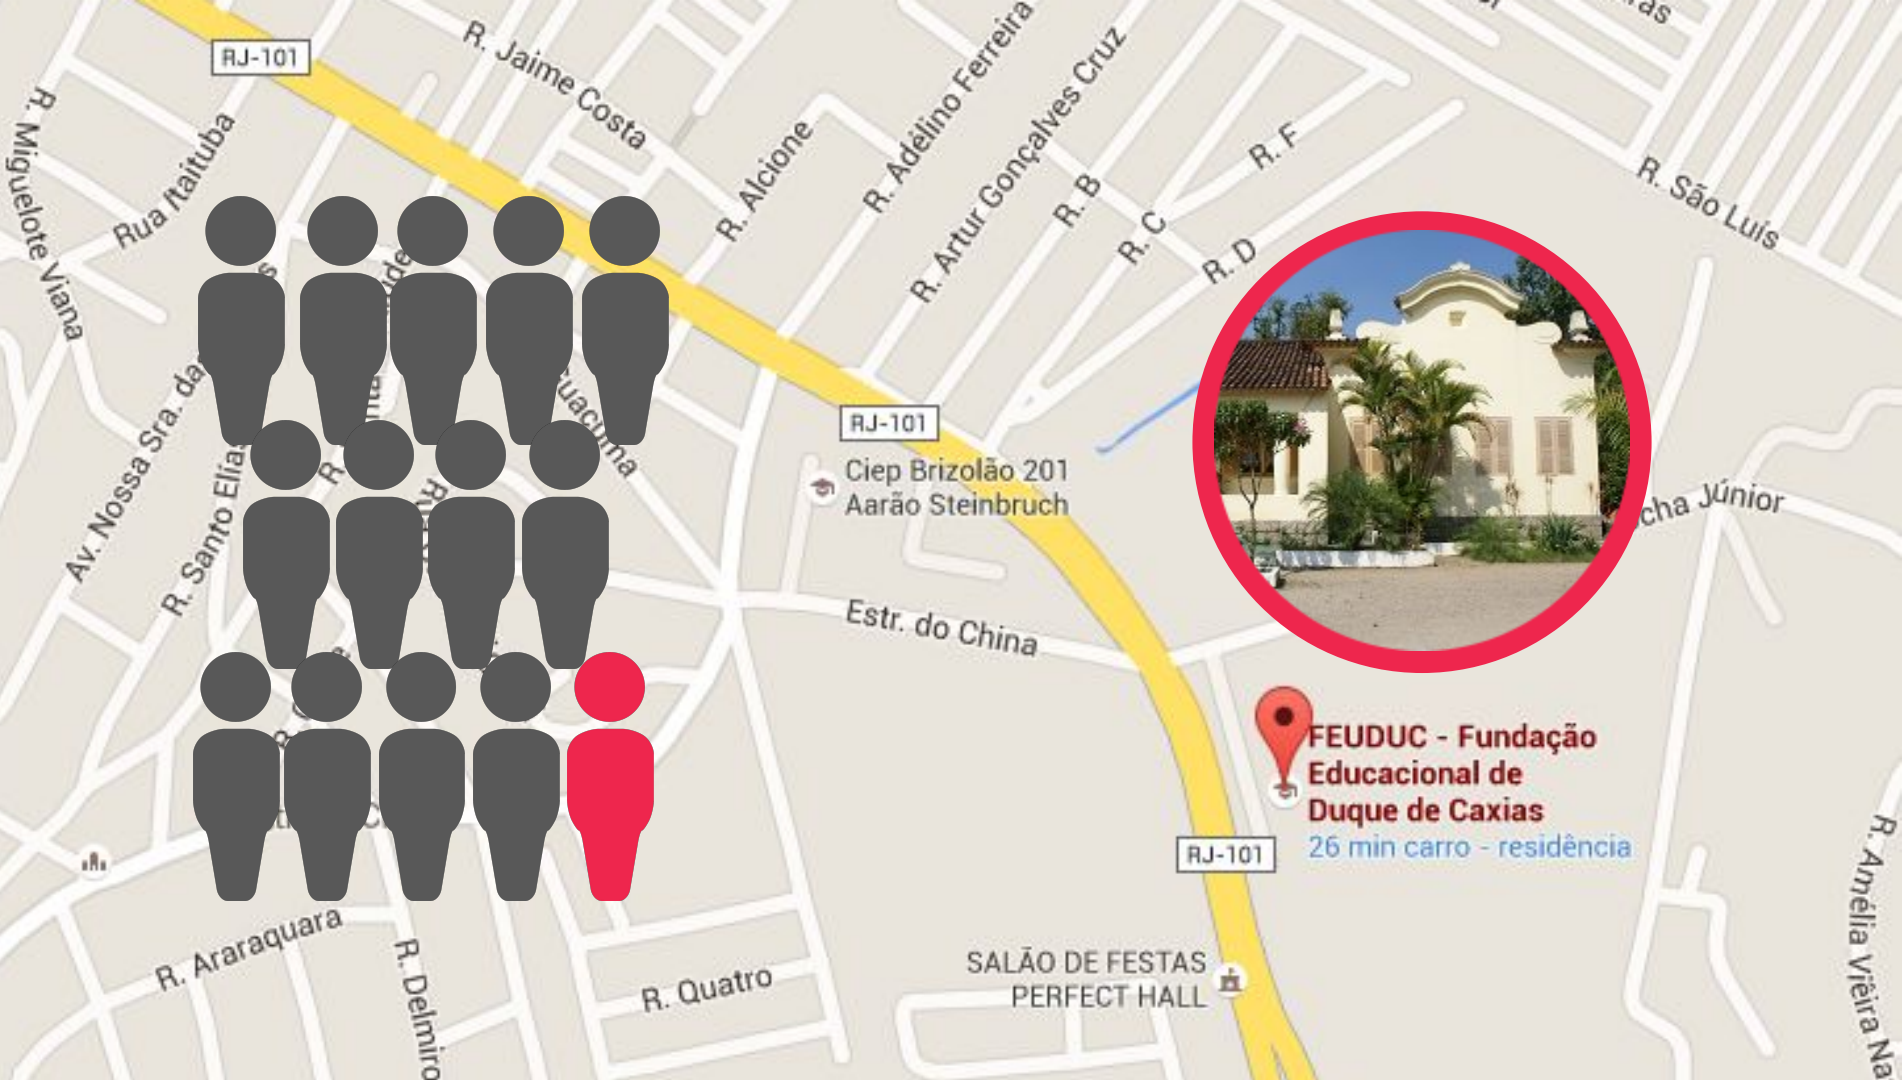 RJ-101
R. Jaime Costa
R. Miguelote Viana
Rua Itaituba
R. Alcione
R. Adelino Ferreira
R. Artur Gonçalves Cruz
R. B
R. C
R. D
R. F
R. São Luís
Av. Nossa Sra. da
R. Santo Elias
RJ-101
Ciep Brizolão 201
Aarão Steinbruch
cha Júnior
Estr. do China
FEUDUC - Fundação
Educacional de
Duque de Caxias
26 min carro - residência
RJ-101
R. Amélia Vieira Na
R. Araraquara
R. Delmiro
R. Quatro
SALÃO DE FESTAS
PERFECT HALL